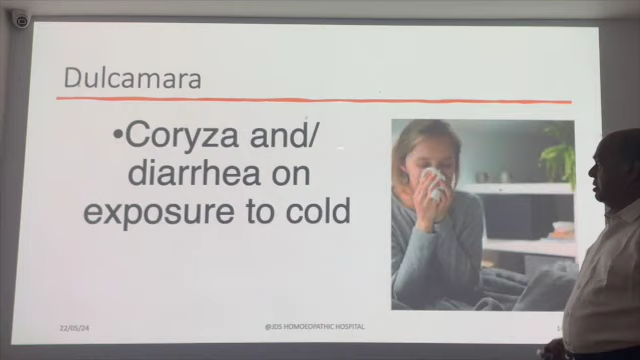 Dulcamara
•Coryza and/
diarrhea on
exposure to cold
22/05/24
@JDS HOMOEOPATHIC HOSPITAL